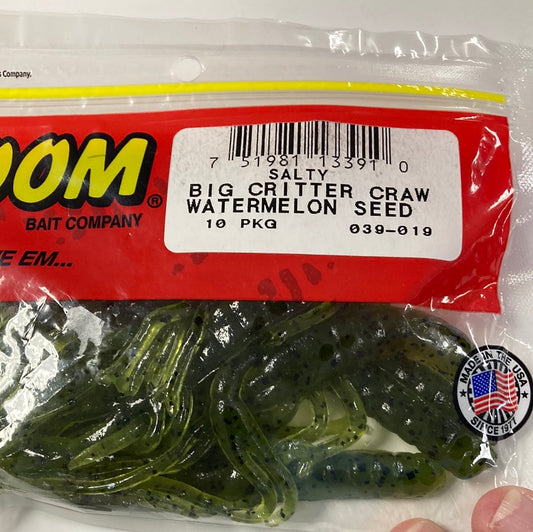 s Company.
OOM®
BAIT COMPANY
E EM...
7 51981 13391 0
SALTY
BIG CRITTER CRAW
WATERMELON SEED
10 PKG 039-019
MADE IN THE USA
SINCE 1977